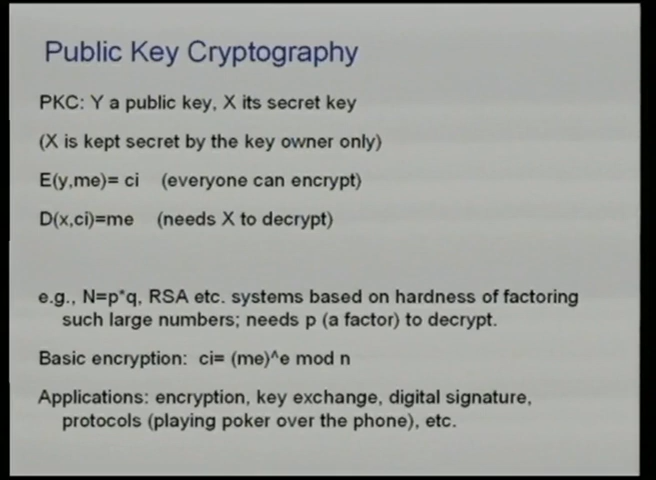 Public Key Cryptography
PKC: Y a public key, X its secret key
(X is kept secret by the key owner only)
E(y,me)= ci (everyone can encrypt)
D(x,ci)=me (needs X to decrypt)
e.g., N=p*q, RSA etc. systems based on hardness of factoring
such large numbers; needs p (a factor) to decrypt.
Basic encryption: ci= (me)^e mod n
Applications: encryption, key exchange, digital signature,
protocols (playing poker over the phone), etc.